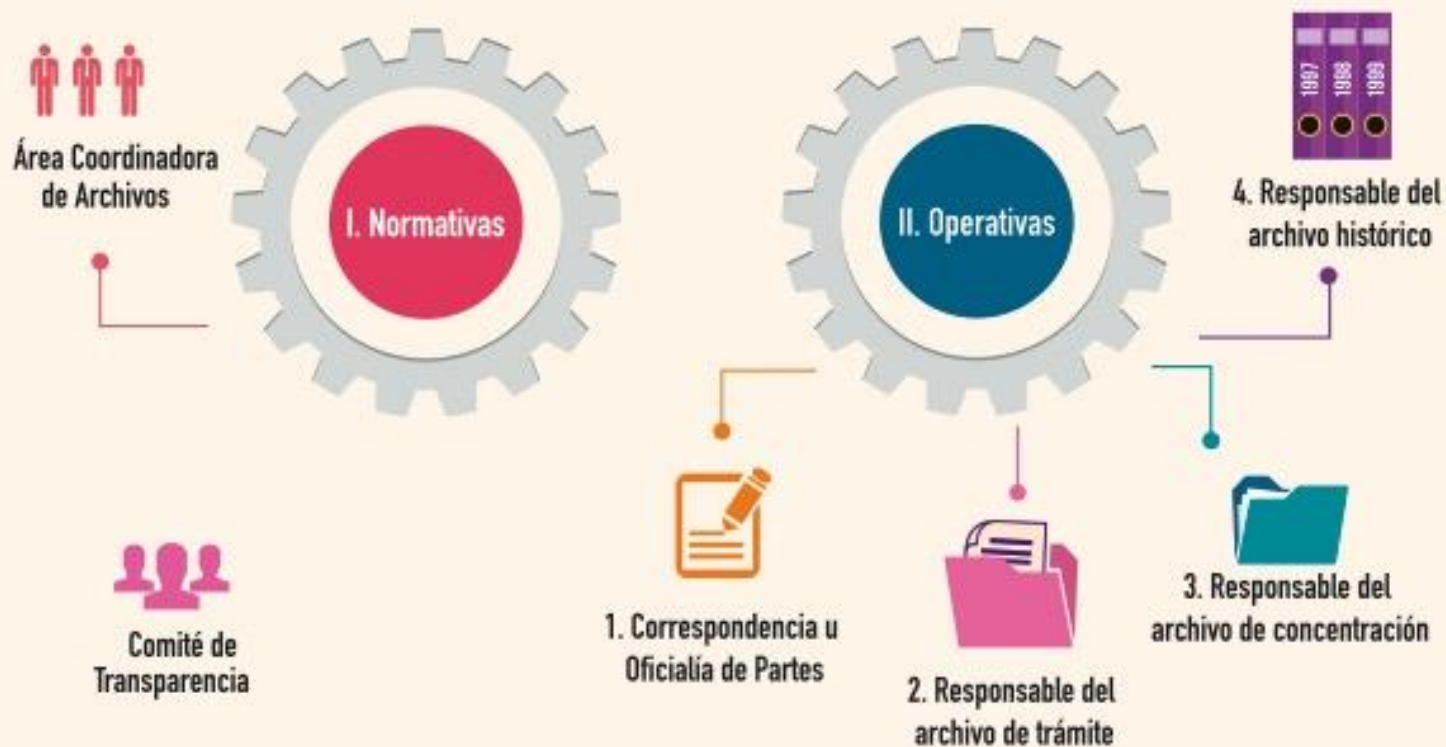 Área Coordinadora
de Archivos
I. Normativas
Comité de
Transparencia
II. Operativas
1. Correspondencia u
Oficialía de Partes
2. Responsable del
archivo de trámite
3. Responsable del
archivo de concentración
1997
1998
1999
4. Responsable del
archivo histórico